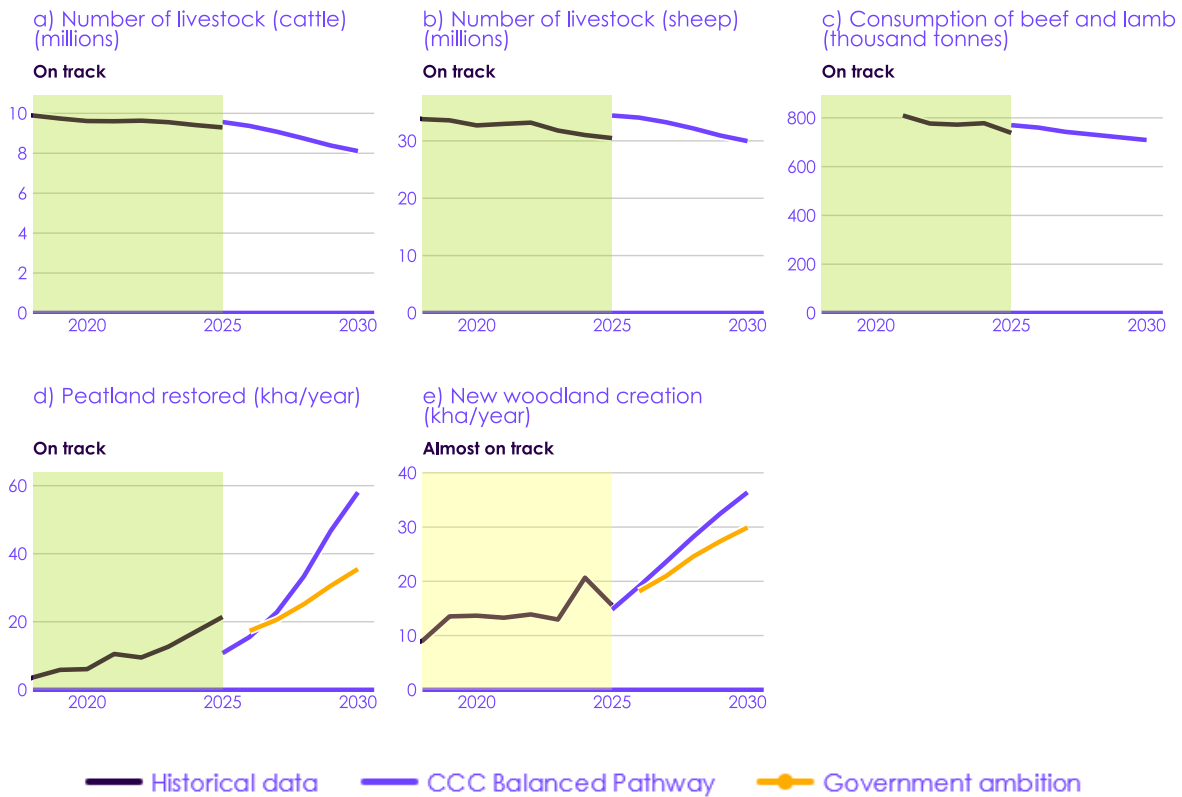 a) Number of livestock (cattle)
(millions)
On track
10
8
6
4
2
0
2020
2025
2030
b) Number of livestock (sheep)
(millions)
On track
30
20
10
0
2020
2025
2030
c) Consumption of beef and lamb
(thousand tonnes)
On track
800
600
400
200
0
2020
2025
2030
d) Peatland restored (kha/year)
On track
60
40
20
0
2020
2025
2030
e) New woodland creation
(kha/year)
Almost on track
40
30
20
10
0
2020
2025
2030
Historical data
CCC Balanced Pathway
Government ambition